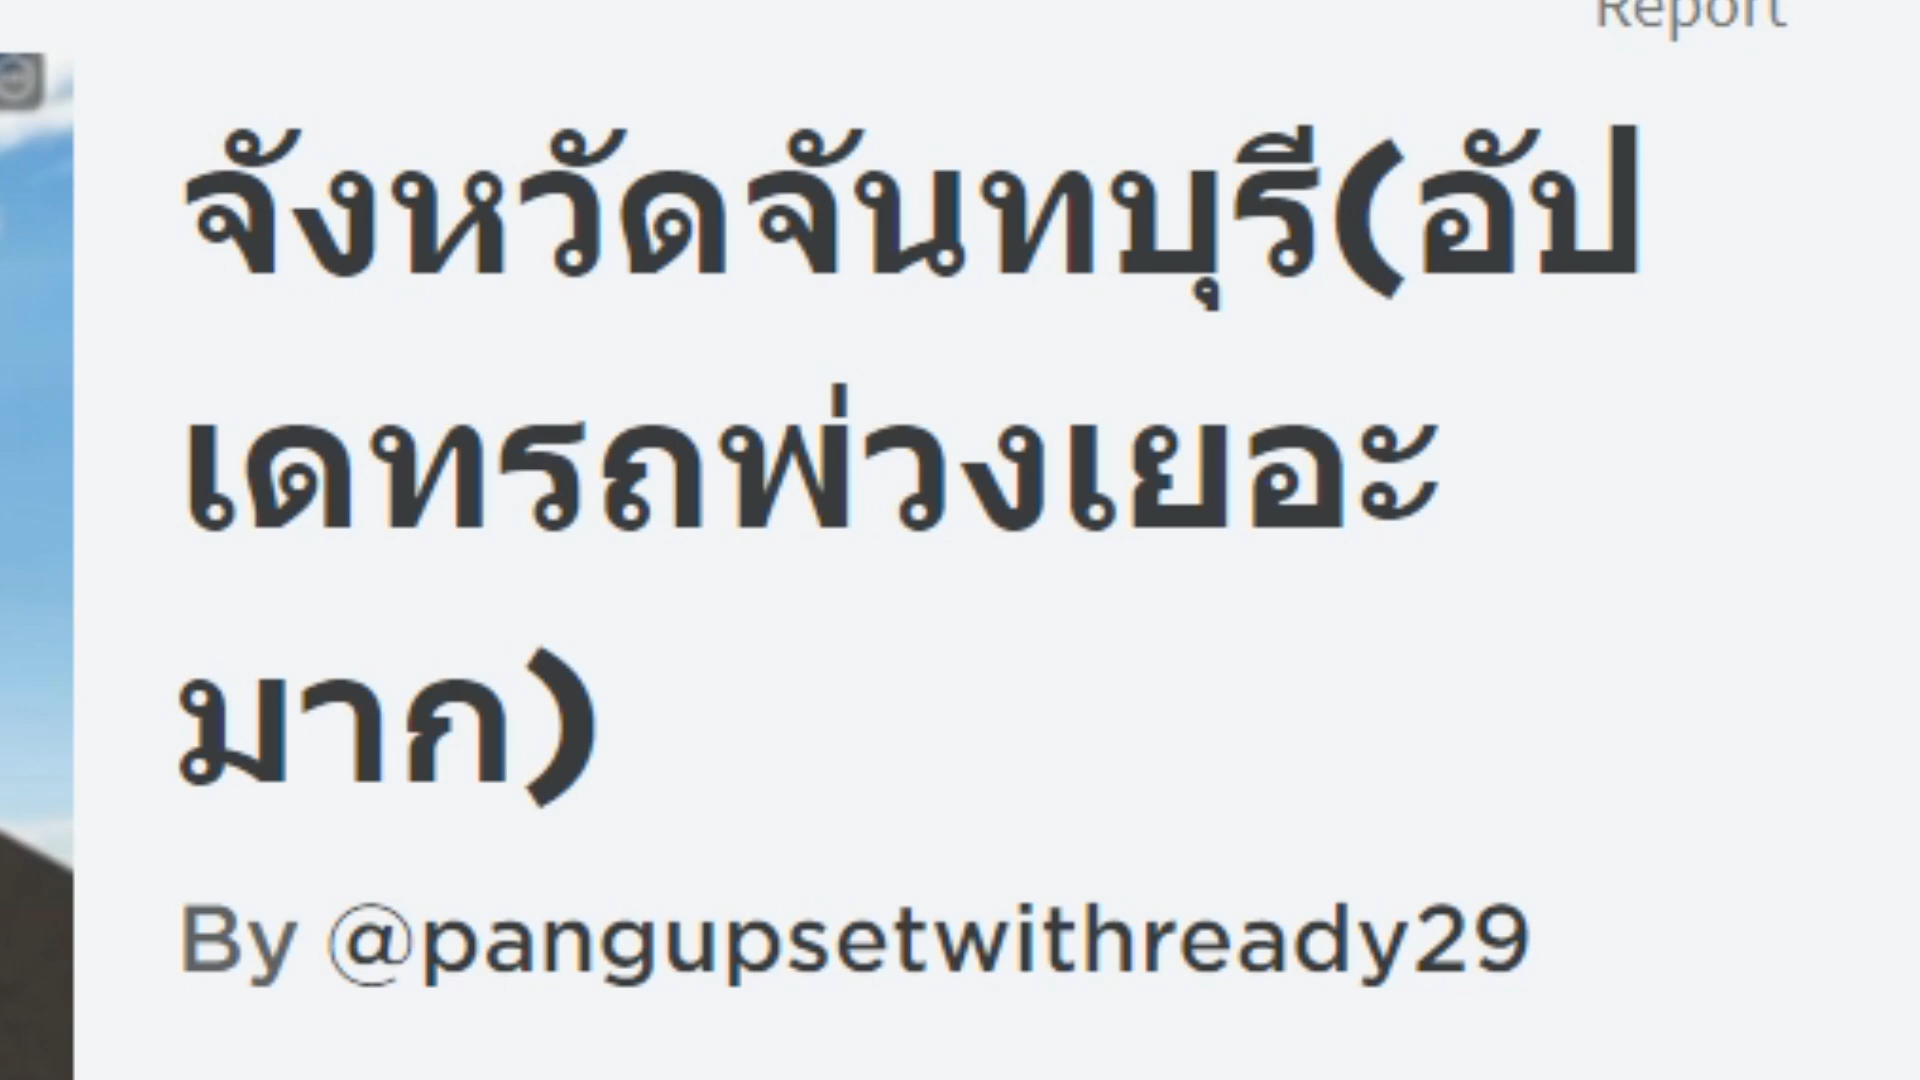 Report
จังหวัดจันทบุรี(อัป
เดทรถพ่วงเยอะ
มาก)
By @pangupsetwithready29